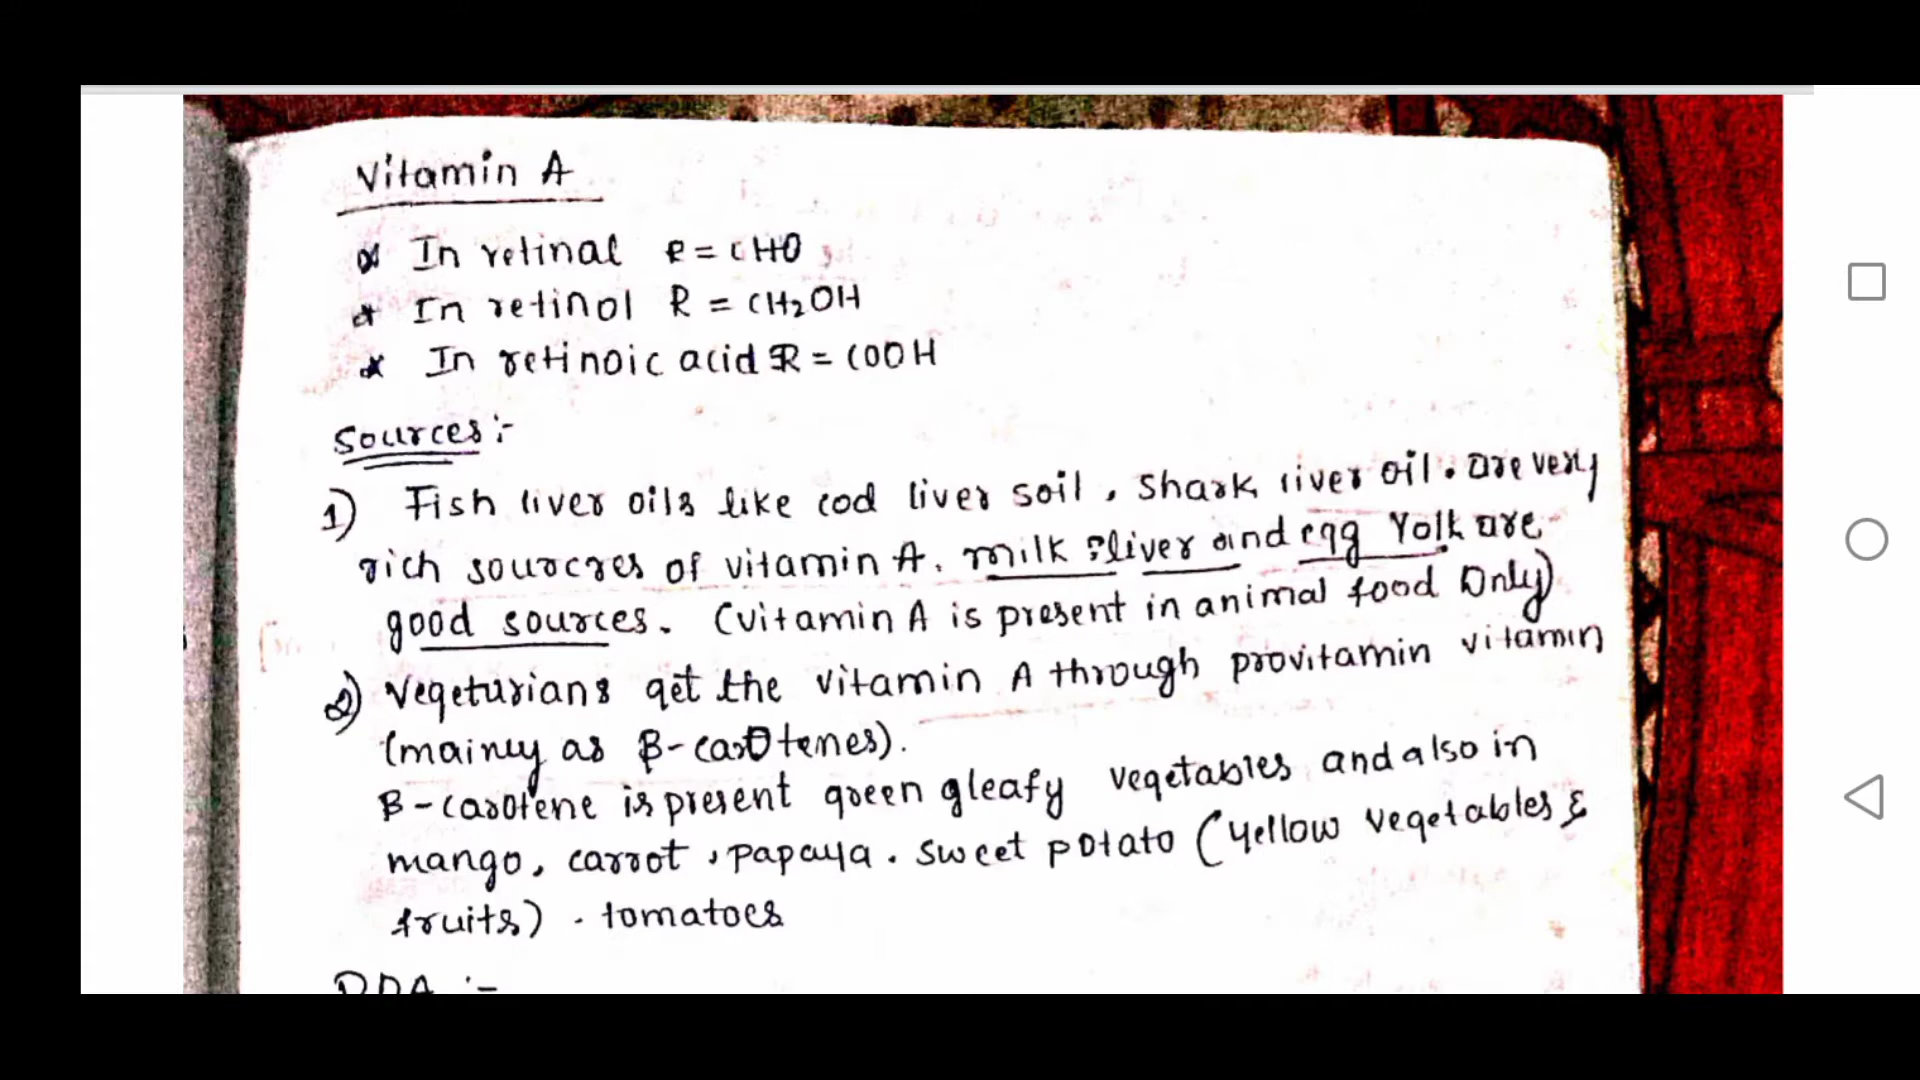 Vitamin A
* In retinal R = CHO
* In retinol R = CH₂OH
* In retinoic acid R = COOH
Sources :-
1) Fish liver oils like cod liver soil, Shark liver oil. are very
rich sourcres of vitamin A. milk liver and egg Yolk are
good sources. (vitamin A is present in animal food Only)
2) Vegeturians get the vitamin A through provitamin vitamin
(mainly as β-carotenes).
β-carotene is present green gleafy vegetables and also in
mango, carrot, papaya. sweet potato (yellow vegetables &
fruits) . tomatoes
RDA :-